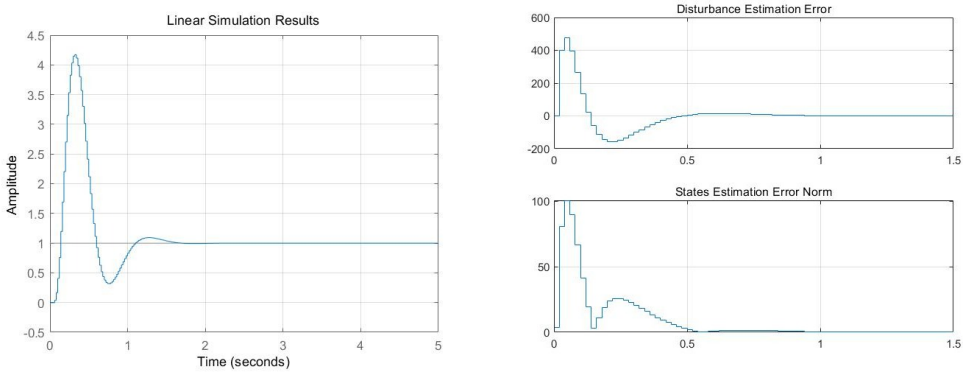 Linear Simulation Results
4.5
4
3.5
3
2.5
2
1.5
1
0.5
0
-0.5
Amplitude
0 1 2 3 4 5
Time (seconds)
Disturbance Estimation Error
600
400
200
0
-200
0 0.5 1 1.5
States Estimation Error Norm
100
50
0
0 0.5 1 1.5